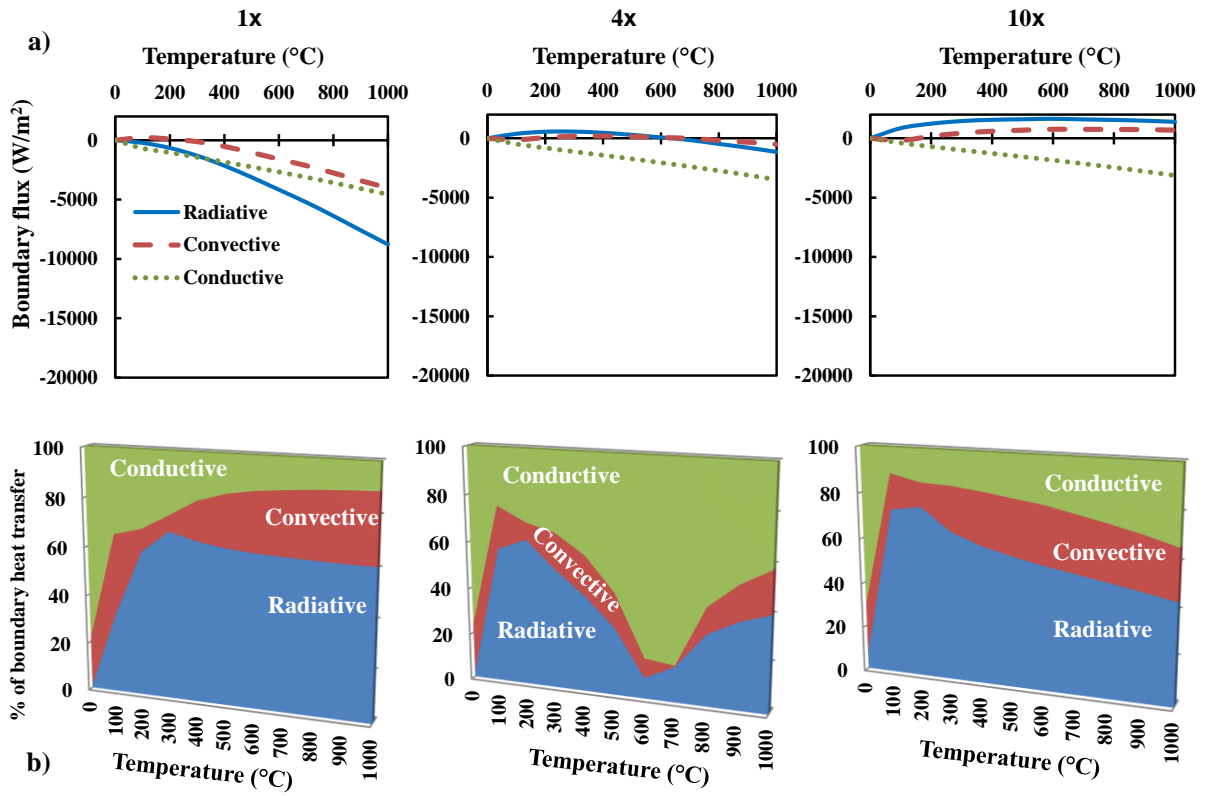 1x 4x 10x
a)
Temperature (°C) Temperature (°C) Temperature (°C)
0 200 400 600 800 1000 0 200 400 600 800 1000 0 200 400 600 800 1000
Boundary flux (W/m²)
0 0 0
-5000 -5000 -5000
-10000 -10000 -10000
-15000 -15000 -15000
-20000 -20000 -20000
Radiative
Convective
Conductive
% of boundary heat transfer
100 100 100
80 80 80
60 60 60
40 40 40
20 20 20
0 0 0
Conductive Conductive Conductive
Convective Convective Convective
Radiative Radiative Radiative
0 100 200 300 400 500 600 700 800 900 1000 0 100 200 300 400 500 600 700 800 900 1000 0 100 200 300 400 500 600 700 800 900 1000
Temperature (°C) Temperature (°C) Temperature (°C)
b)